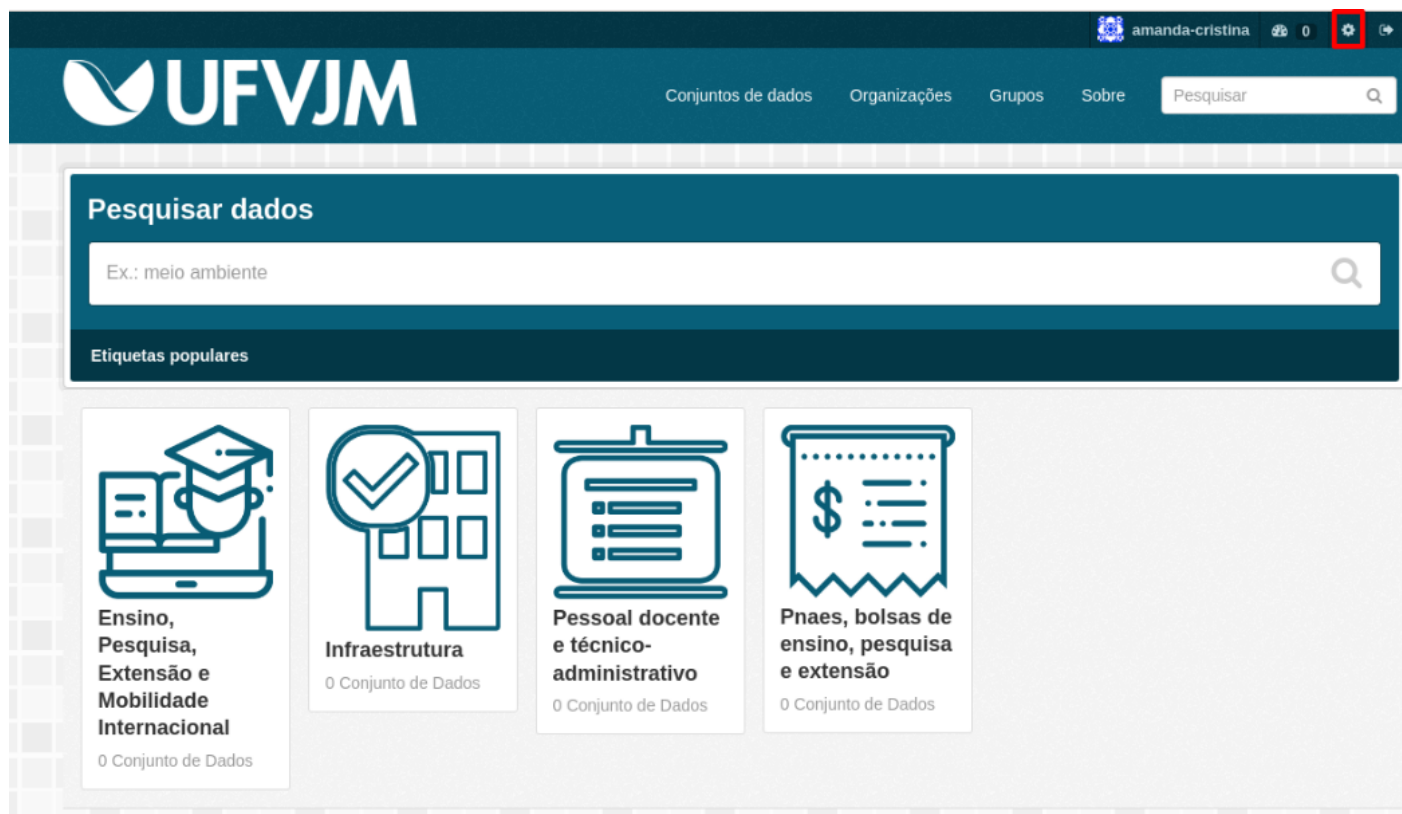 amanda-cristina 0
UFVJM
Conjuntos de dados Organizações Grupos Sobre Pesquisar
Pesquisar dados
Ex.: meio ambiente
Etiquetas populares
$
Ensino,
Pesquisa,
Extensão e
Mobilidade
Internacional
0 Conjunto de Dados
Infraestrutura
0 Conjunto de Dados
Pessoal docente
e técnico-
administrativo
0 Conjunto de Dados
Pnaes, bolsas de
ensino, pesquisa
e extensão
0 Conjunto de Dados